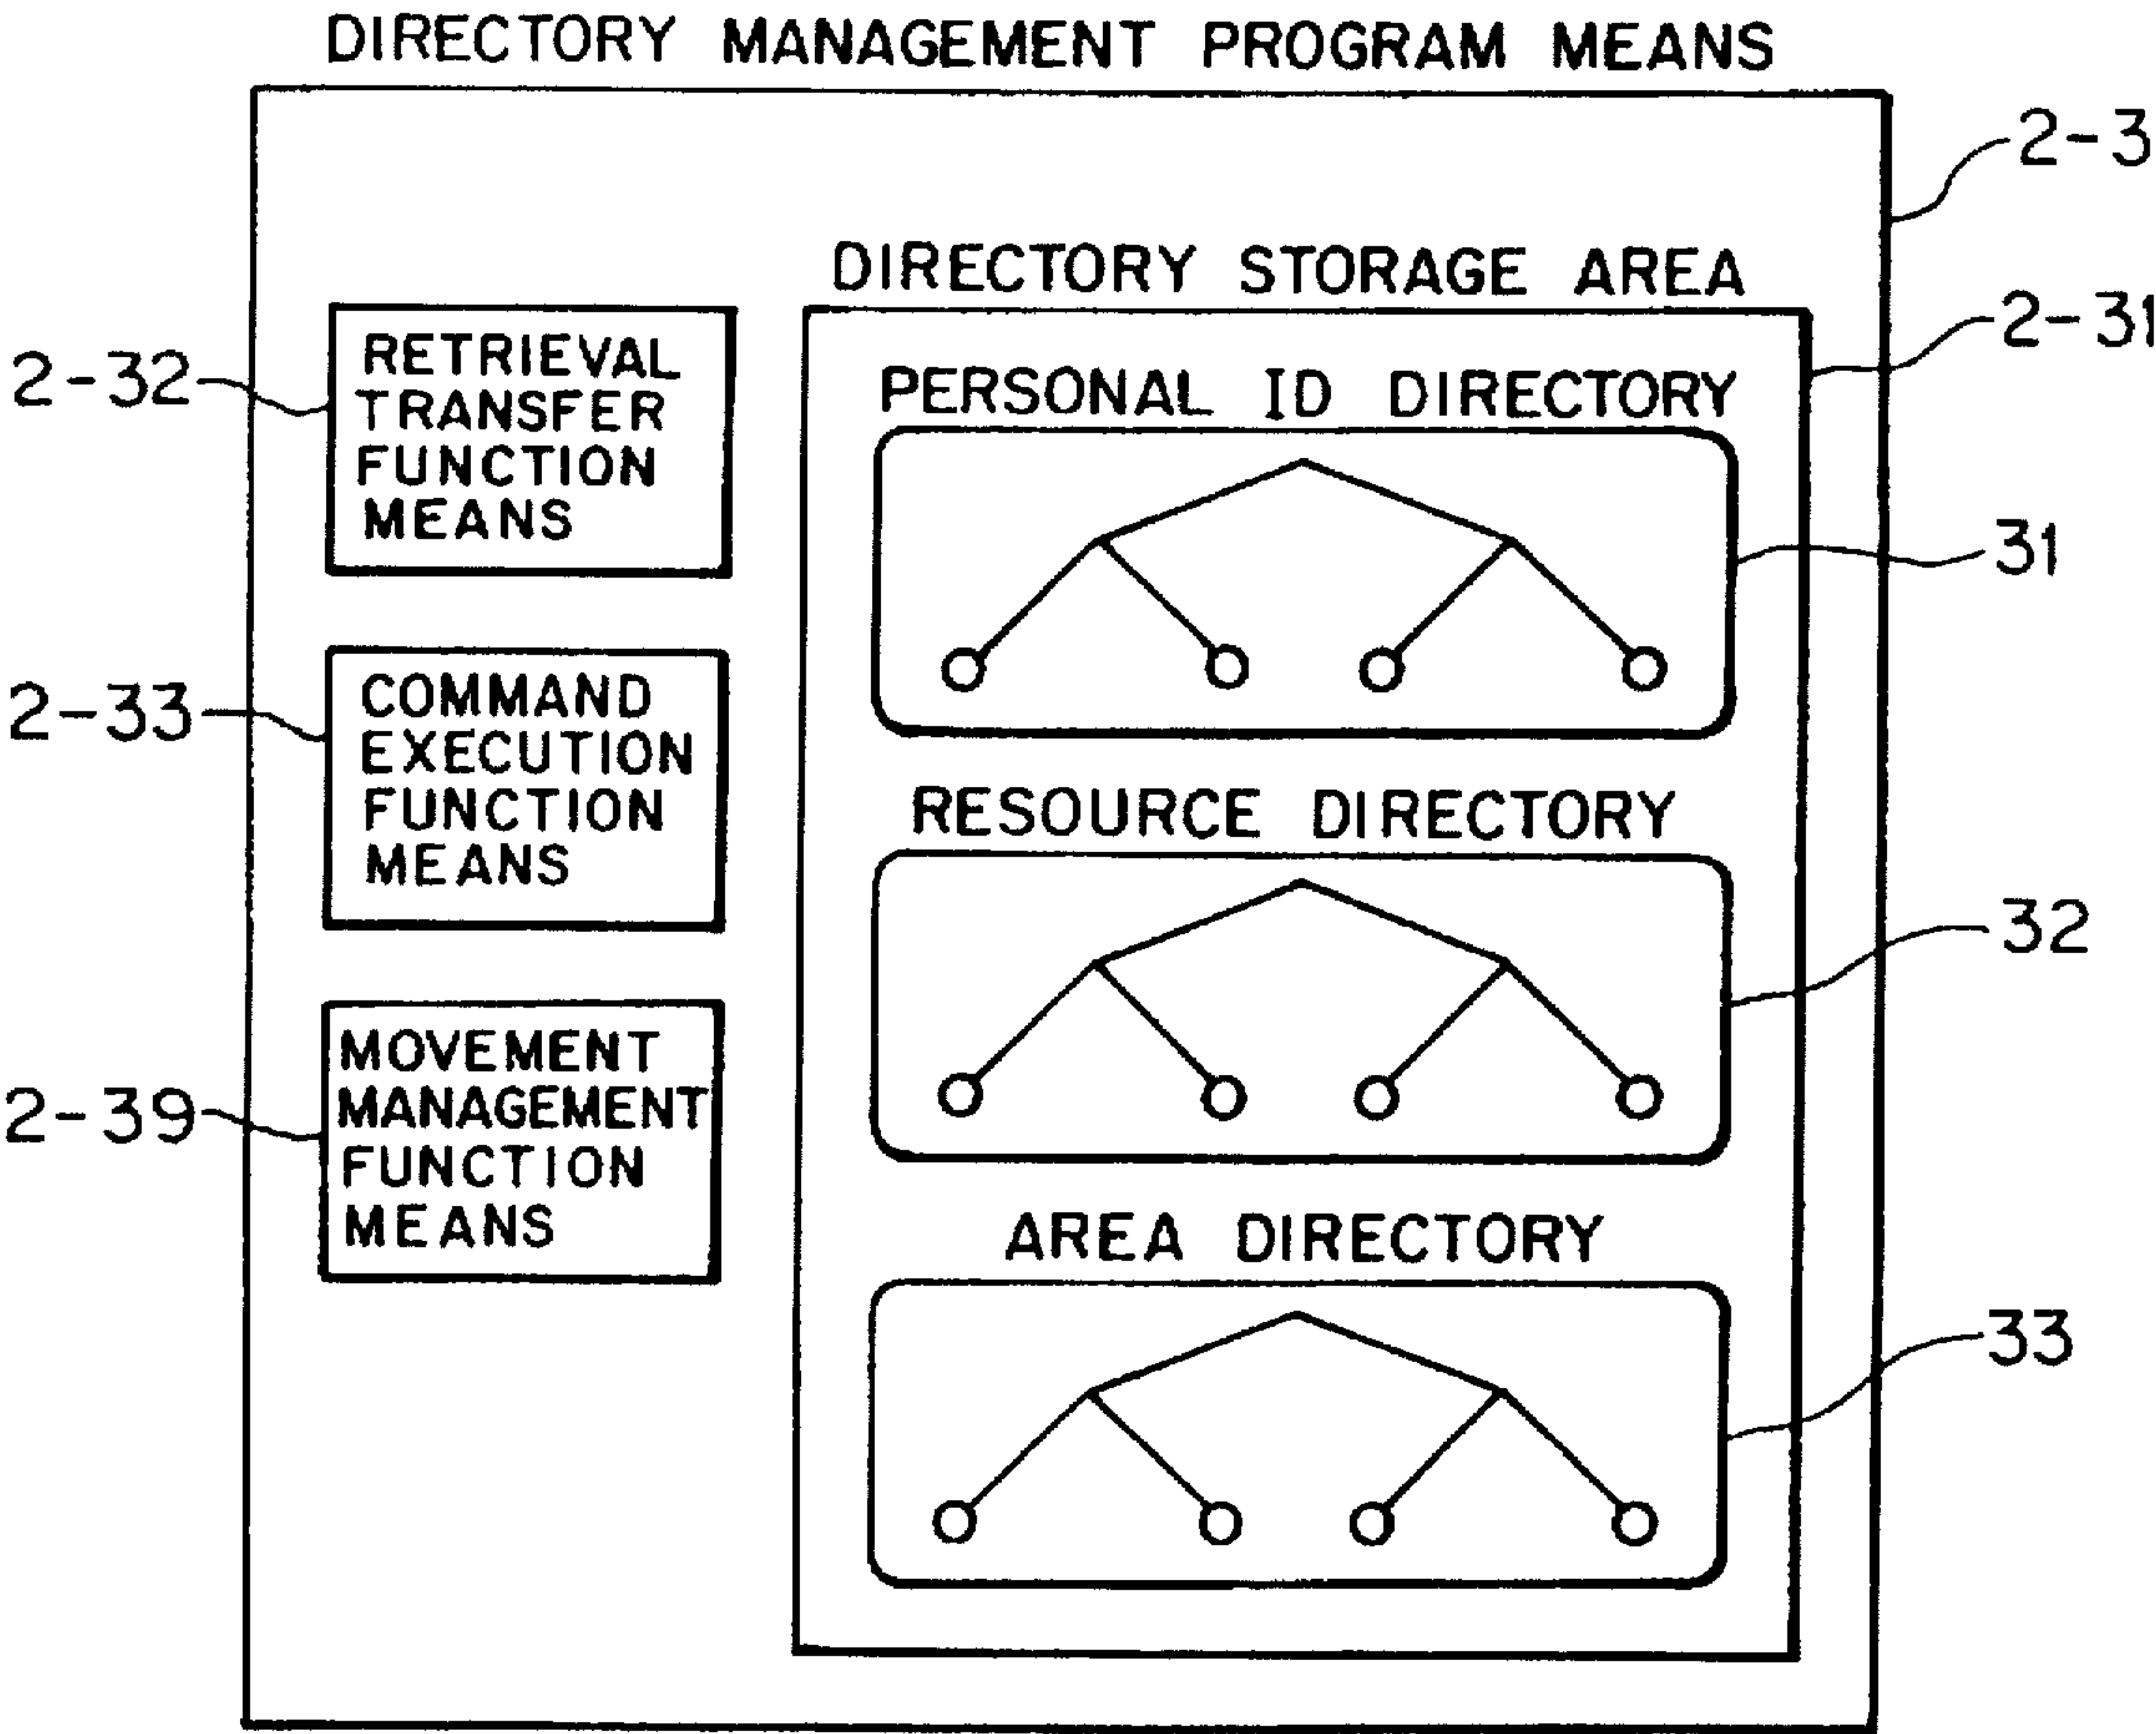 DIRECTORY MANAGEMENT PROGRAM MEANS
2-3
DIRECTORY STORAGE AREA
2-31
2-32
RETRIEVAL
TRANSFER
FUNCTION
MEANS
PERSONAL ID DIRECTORY
31
2-33
COMMAND
EXECUTION
FUNCTION
MEANS
RESOURCE DIRECTORY
32
2-39
MOVEMENT
MANAGEMENT
FUNCTION
MEANS
AREA DIRECTORY
33